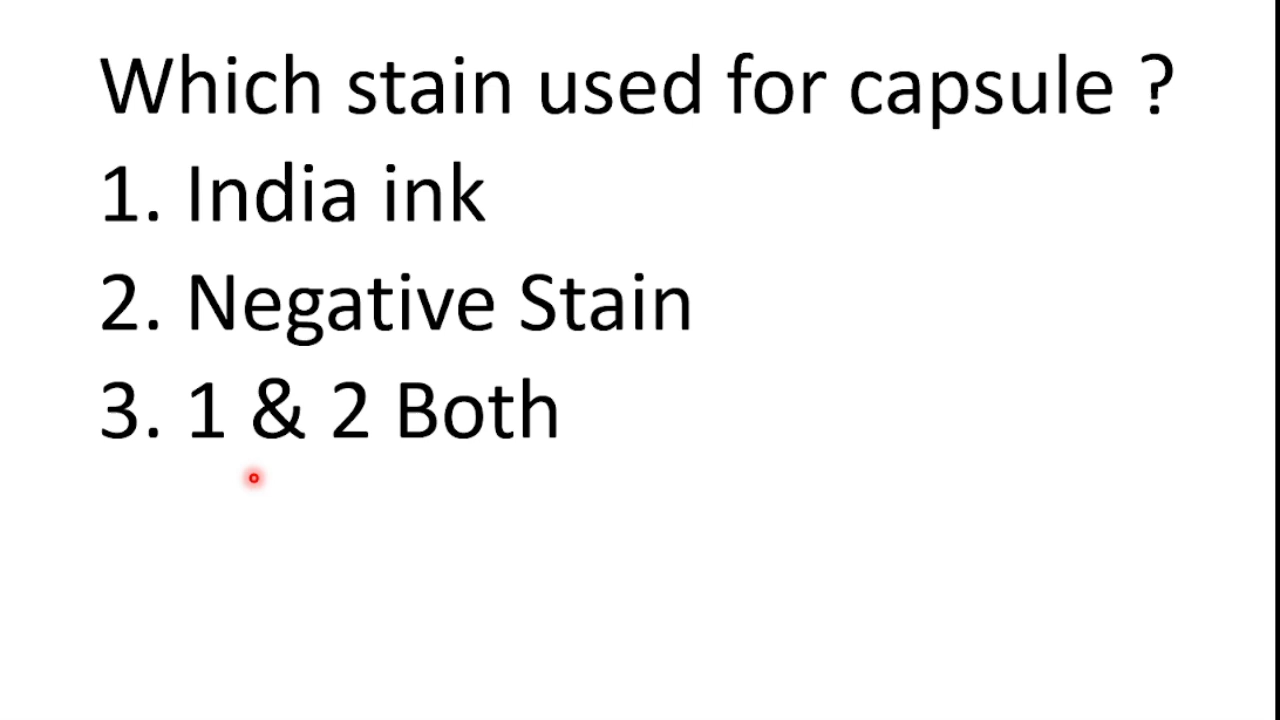 Which stain used for capsule ?
1. India ink
2. Negative Stain
3. 1 & 2 Both